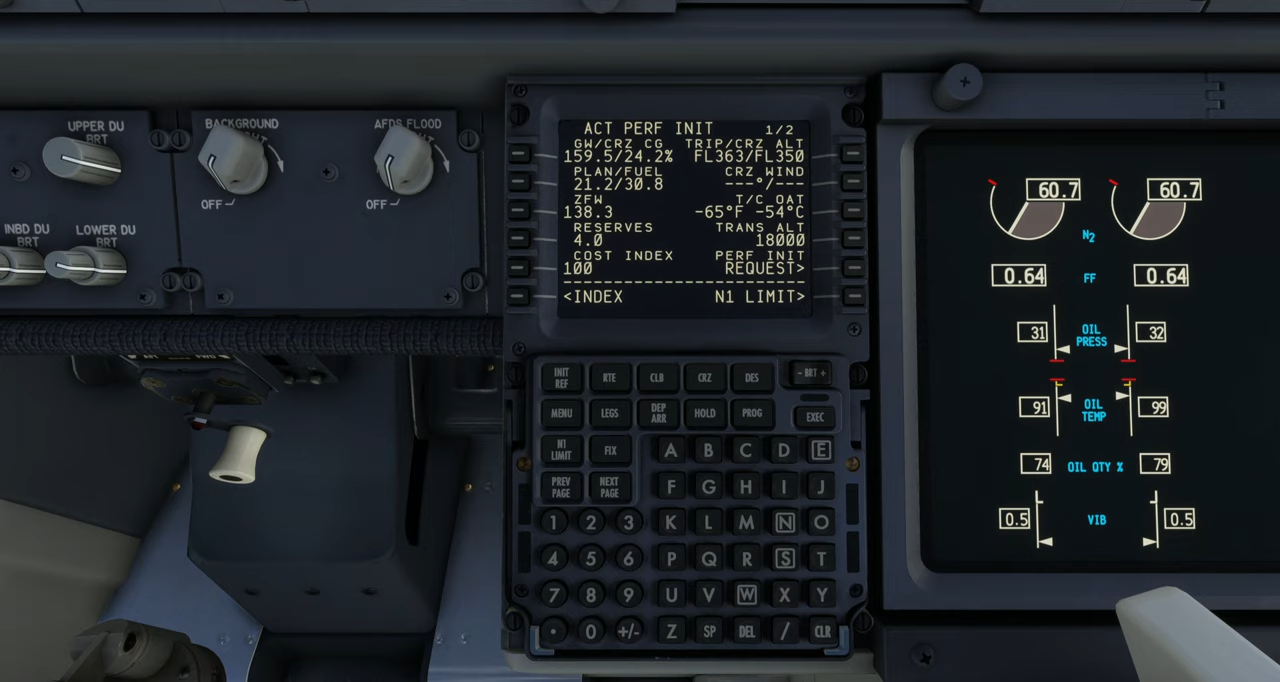 UPPER DU
BRT
BACKGROUND
AFDS FLOOD
OFF
OFF
INBD DU
BRT
LOWER DU
BRT
ACT PERF INIT 1/2
GW/CRZ CG TRIP/CRZ ALT
159.5/24.2% FL363/FL350
PLAN/FUEL CRZ WIND
21.2/30.8 ---°/---
ZFW T/C OAT
138.3 -65°F -54°C
RESERVES TRANS ALT
4.0 18000
COST INDEX PERF INIT
100 REQUEST>
--------------------------------
<INDEX N1 LIMIT>
INIT
REF
RTE
CLB
CRZ
DES
- BRT +
MENU
LEGS
DEP
ARR
HOLD
PROG
EXEC
N1
LIMIT
FIX
A B C D E
PREV
PAGE
NEXT
PAGE
F G H I J
1 2 3 K L M N O
4 5 6 P Q R S T
7 8 9 U V W X Y
. 0 +/- Z SP DEL / CLR
60.7 60.7
N2
0.64 FF 0.64
31 OIL
PRESS 32
91 OIL
TEMP 99
74 OIL QTY % 79
0.5 VIB 0.5